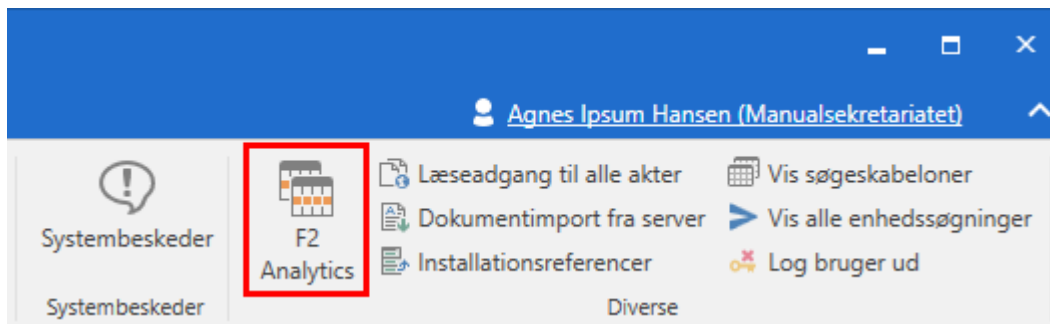 Agnes Ipsum Hansen (Manualsekretariatet)
Systembeskeder
F2
Analytics
Læseadgang til alle akter
Dokumentimport fra server
Installationsreferencer
Vis søgeskabeloner
Vis alle enhedssøgninger
Log bruger ud
Systembeskeder
Diverse